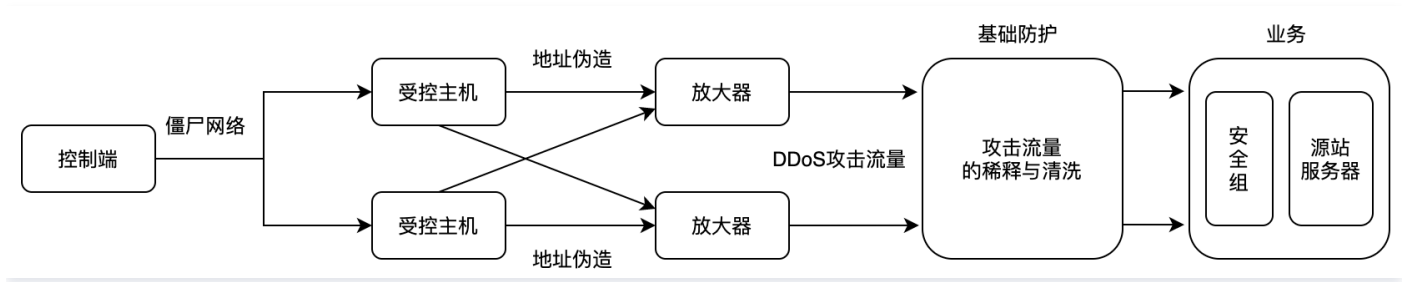 基础防护
业务
地址伪造
受控主机
放大器
僵尸网络
控制端
安
全
组
源站
服务器
攻击流量
的稀释与清洗
DDoS攻击流量
受控主机
放大器
地址伪造